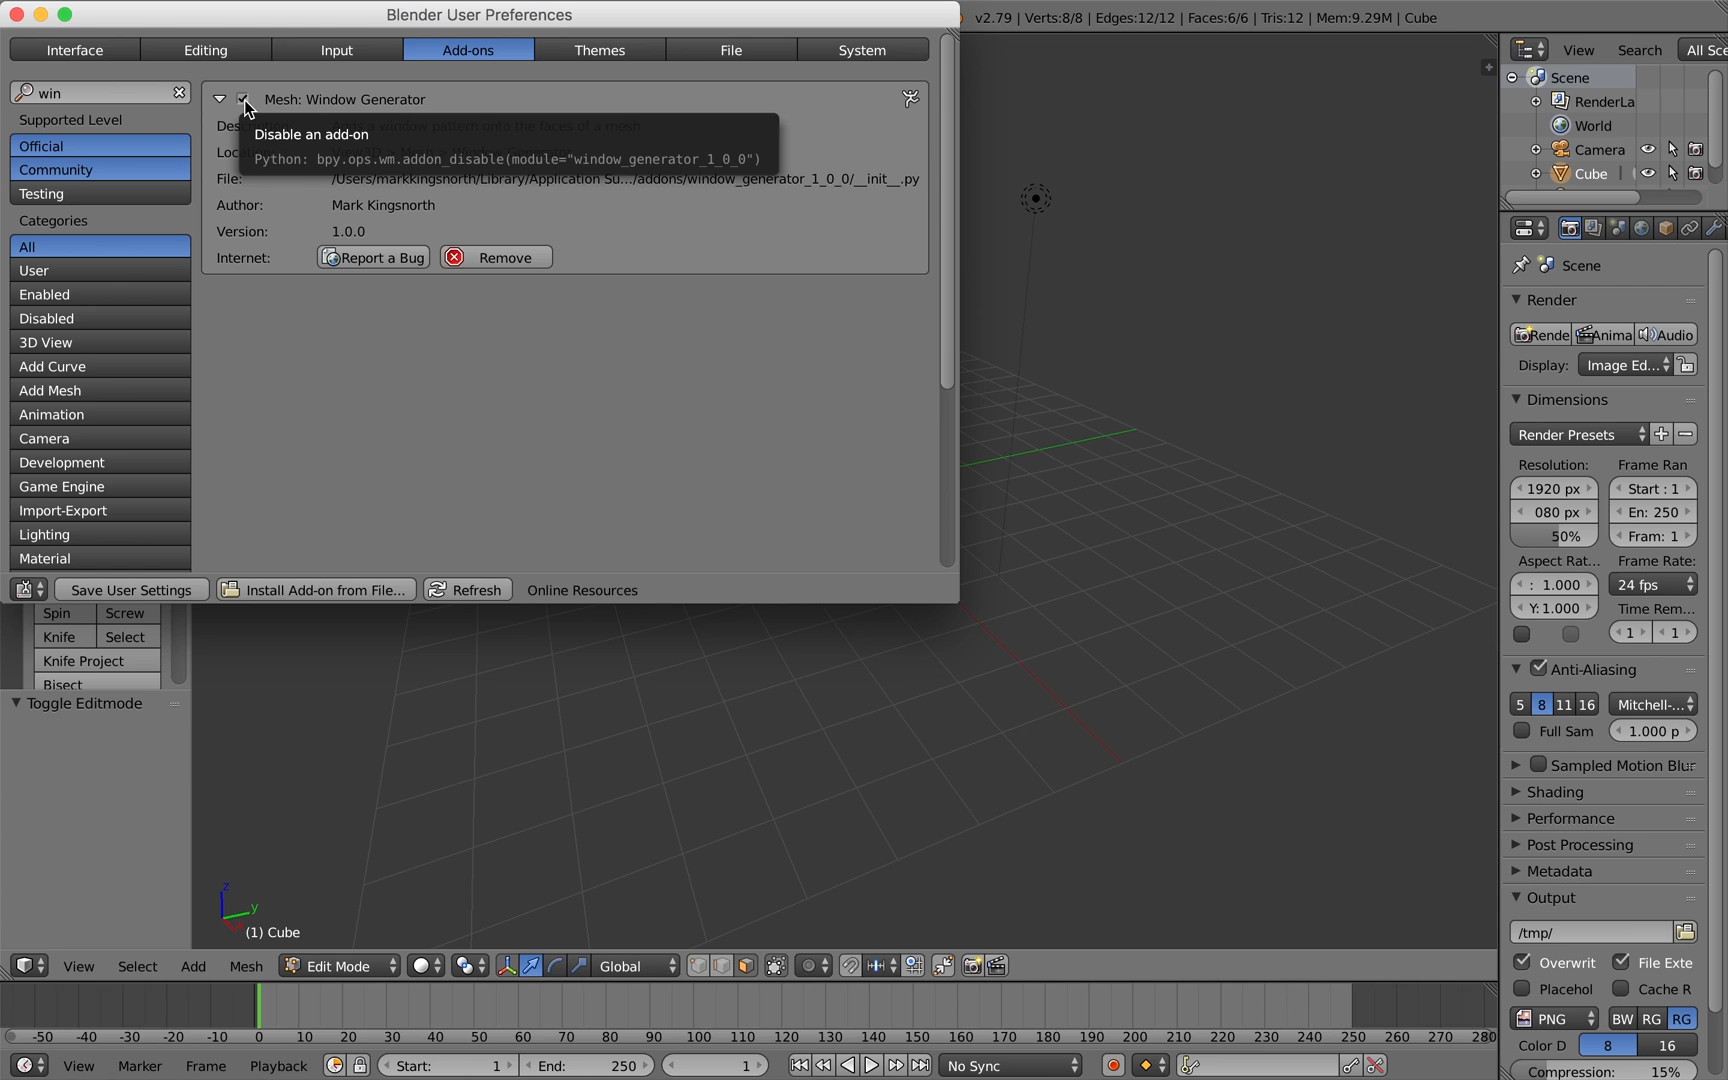 Blender User Preferences
v2.79 | Verts:8/8 | Edges:12/12 | Faces:6/6 | Tris:12 | Mem:9.29M | Cube
Interface
Editing
Input
Add-ons
Themes
File
System
win
Supported Level
Official
Community
Testing
Categories
All
User
Enabled
Disabled
3D View
Add Curve
Add Mesh
Animation
Camera
Development
Game Engine
Import-Export
Lighting
Material
Mesh: Window Generator
Disable an add-on
Python: bpy.ops.wm.addon_disable(module="window_generator_1_0_0")
File: /Users/markkingsnorth/Library/Application Su.../addons/window_generator_1_0_0/__init__.py
Author: Mark Kingsnorth
Version: 1.0.0
Internet: Report a Bug Remove
Save User Settings
Install Add-on from File...
Refresh
Online Resources
Spin Screw
Knife Select
Knife Project
Bisect
Toggle Editmode
z
y
(1) Cube
View Select Add Mesh Edit Mode Global
-50 -40 -30 -20 -10 0 10 20 30 40 50 60 70 80 90 100 110 120 130 140 150 160 170 180 190 200 210 220 230 240 250 260 270 280
View Marker Frame Playback Start: 1 End: 250 1 No Sync
View Search All Sce
Scene
RenderLa
World
Camera
Cube
Scene
Render
Rende Anima Audio
Display: Image Ed...
Dimensions
Render Presets
Resolution: Frame Ran
1920 px Start : 1
080 px En: 250
50% Fram: 1
Aspect Rat... Frame Rate:
: 1.000 24 fps
Y: 1.000 Time Rem...
1 1
Anti-Aliasing
5 8 11 16 Mitchell-...
Full Sam 1.000 p
Sampled Motion Blur
Shading
Performance
Post Processing
Metadata
Output
/tmp/
Overwrit File Exte
Placehol Cache R
PNG BW RG RG
Color D 8 16
Compression: 15%